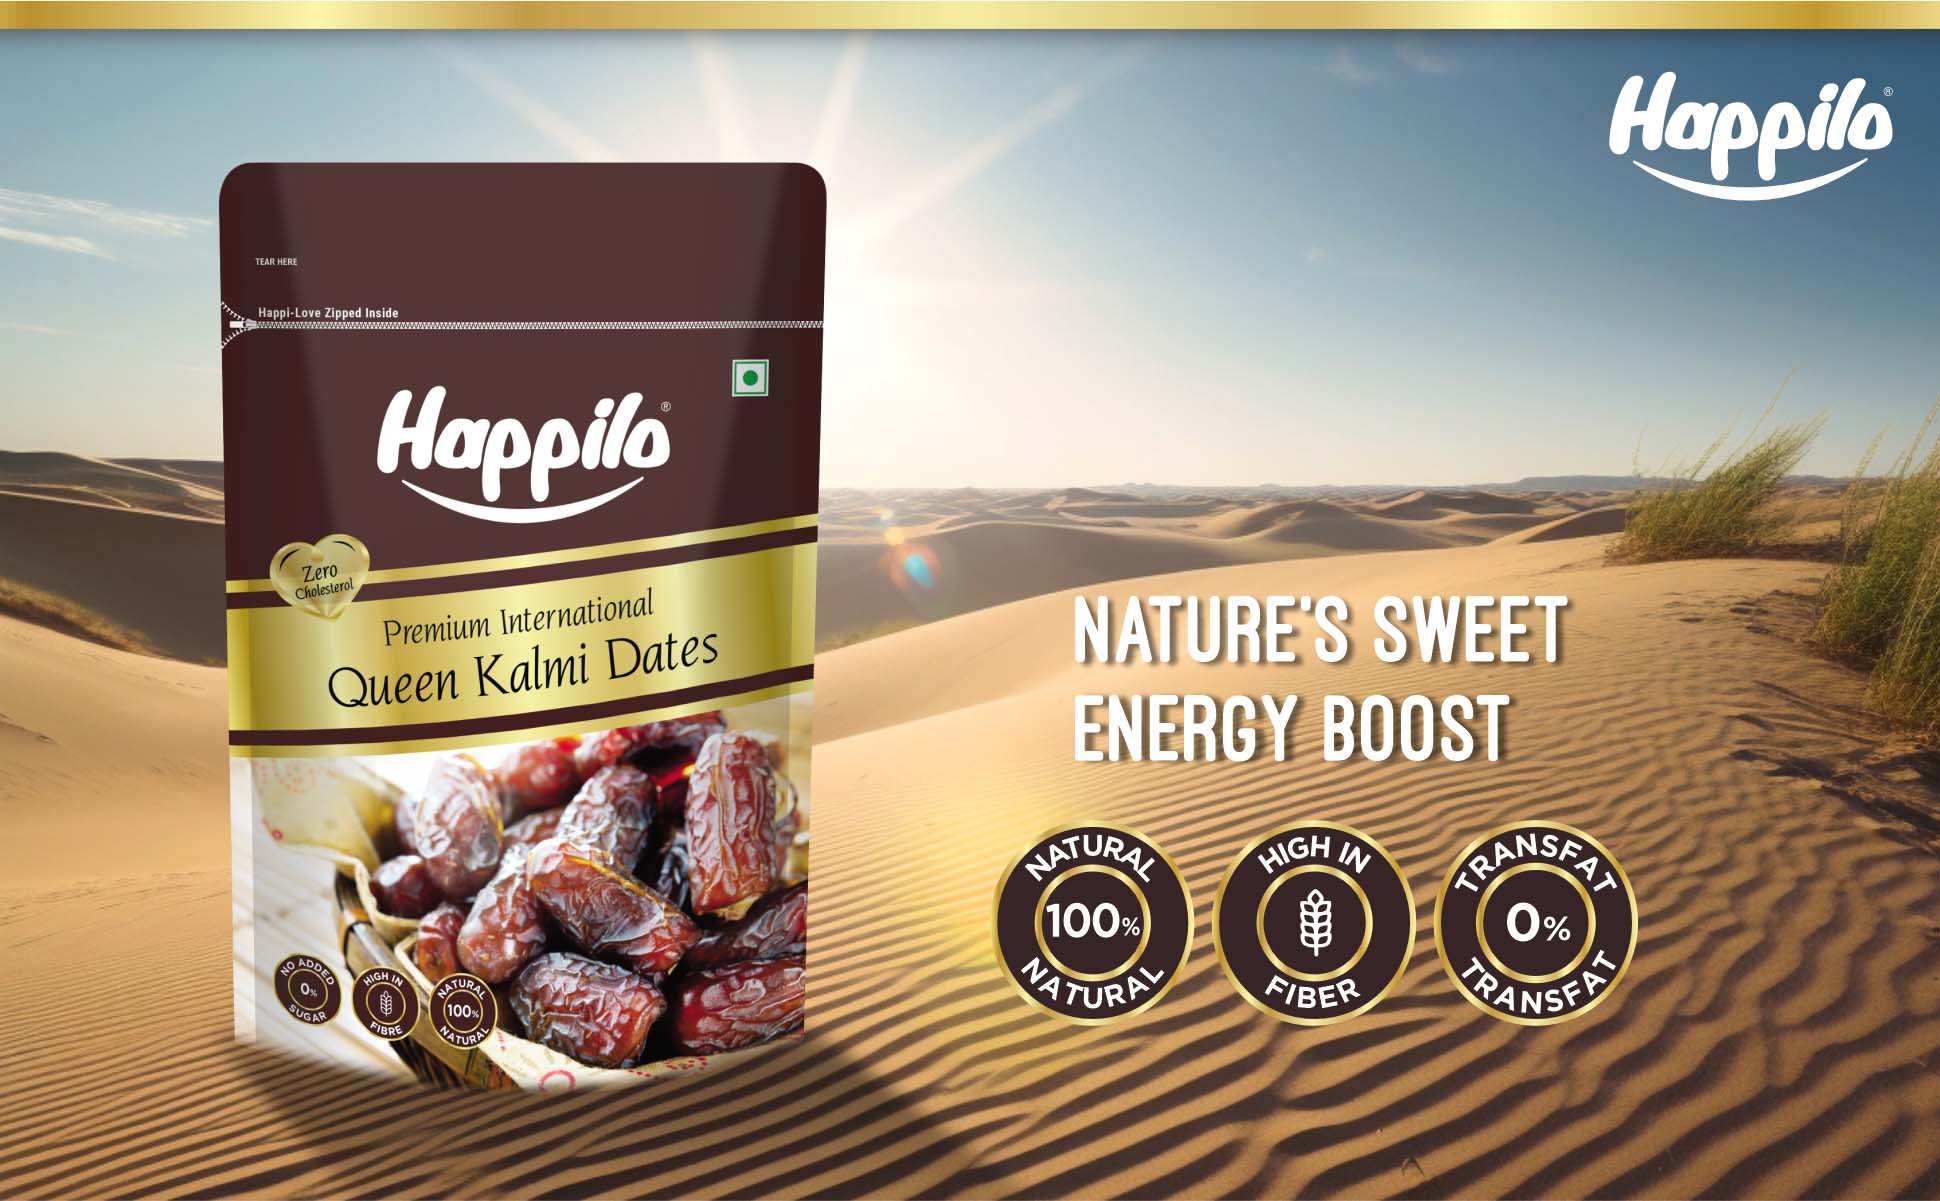 Happilo®
TEAR HERE
Happi-Love Zipped Inside
Happilo®
Zero
Cholesterol
Premium International
Queen Kalmi Dates
NO ADDED
0%
SUGAR
HIGH IN
FIBRE
NATURAL
100%
NATURAL
NATURE'S SWEET
ENERGY BOOST
NATURAL
100%
NATURAL
HIGH IN
FIBER
TRANSFAT
0%
TRANSFAT